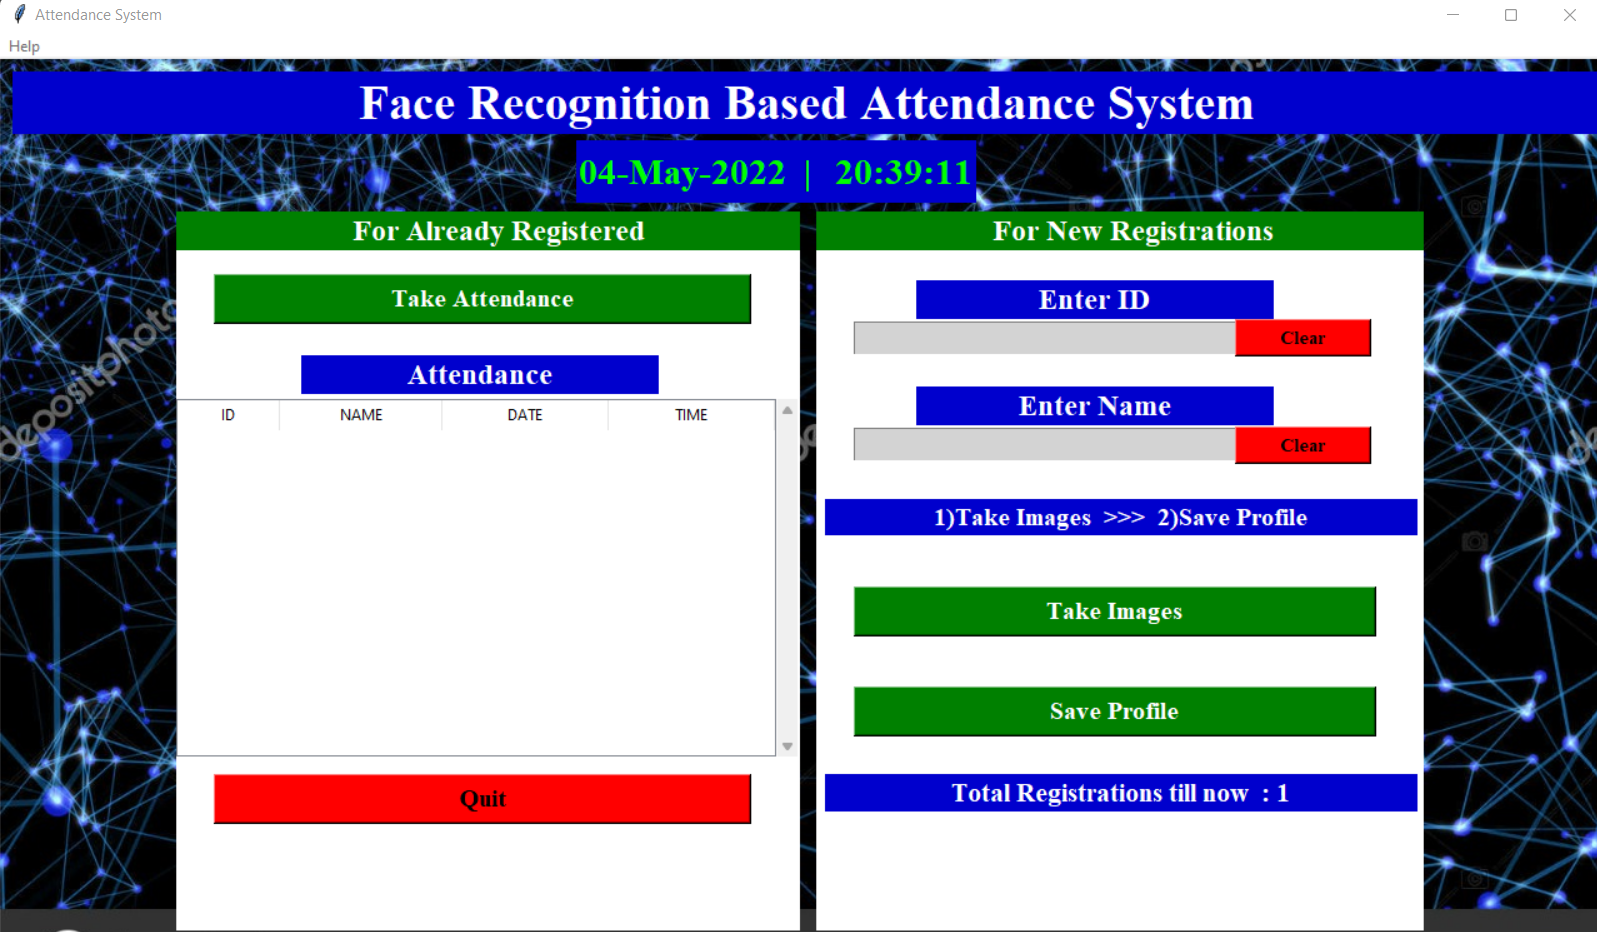 Attendance System
Help
Face Recognition Based Attendance System
04-May-2022 | 20:39:11
For Already Registered
Take Attendance
Attendance
ID NAME DATE TIME
Quit
For New Registrations
Enter ID
Clear
Enter Name
Clear
1)Take Images >>> 2)Save Profile
Take Images
Save Profile
Total Registrations till now : 1
depositphoto